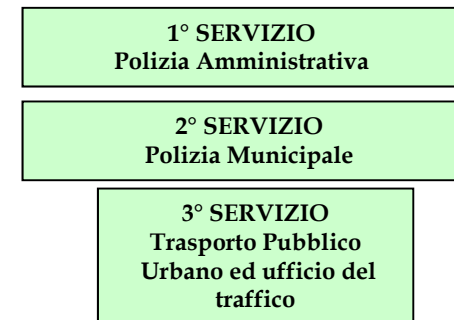 1° SERVIZIO
Polizia Amministrativa
2° SERVIZIO
Polizia Municipale
3° SERVIZIO
Trasporto Pubblico
Urbano ed ufficio del
traffico